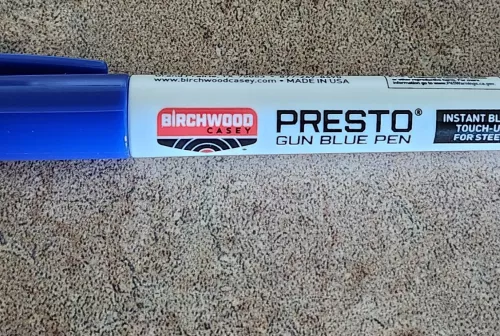 www.birchwoodcasey.com • MADE IN USA
BIRCHWOOD
CASEY
PRESTO®
GUN BLUE PEN
INSTANT BL
TOUCH-U
FOR STEE